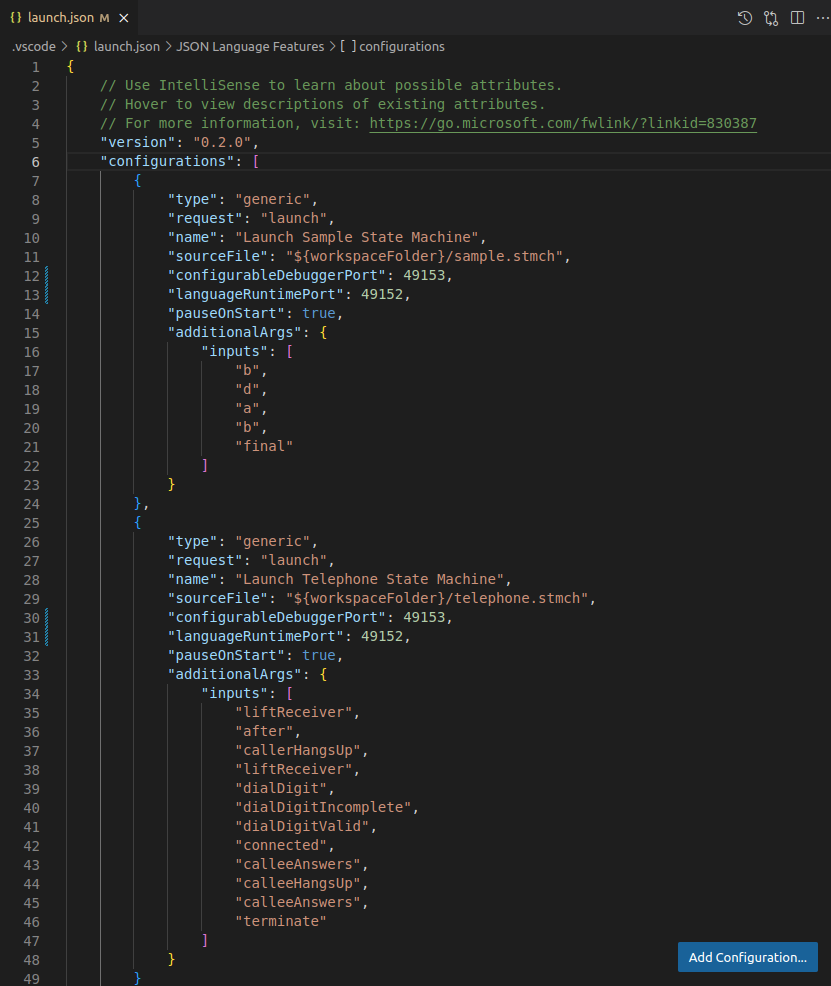 {} launch.json M ×
.vscode > {} launch.json > JSON Language Features > [ ] configurations
1 {
2 // Use IntelliSense to learn about possible attributes.
3 // Hover to view descriptions of existing attributes.
4 // For more information, visit: https://go.microsoft.com/fwlink/?linkid=830387
5 "version": "0.2.0",
6 "configurations": [
7 {
8 "type": "generic",
9 "request": "launch",
10 "name": "Launch Sample State Machine",
11 "sourceFile": "${workspaceFolder}/sample.stmch",
12 "configurableDebuggerPort": 49153,
13 "languageRuntimePort": 49152,
14 "pauseOnStart": true,
15 "additionalArgs": {
16 "inputs": [
17 "b",
18 "d",
19 "a",
20 "b",
21 "final"
22 ]
23 }
24 },
25 {
26 "type": "generic",
27 "request": "launch",
28 "name": "Launch Telephone State Machine",
29 "sourceFile": "${workspaceFolder}/telephone.stmch",
30 "configurableDebuggerPort": 49153,
31 "languageRuntimePort": 49152,
32 "pauseOnStart": true,
33 "additionalArgs": {
34 "inputs": [
35 "liftReceiver",
36 "after",
37 "callerHangsUp",
38 "liftReceiver",
39 "dialDigit",
40 "dialDigitIncomplete",
41 "dialDigitValid",
42 "connected",
43 "calleeAnswers",
44 "calleeHangsUp",
45 "calleeAnswers",
46 "terminate"
47 ]
48 }
49 }
Add Configuration...